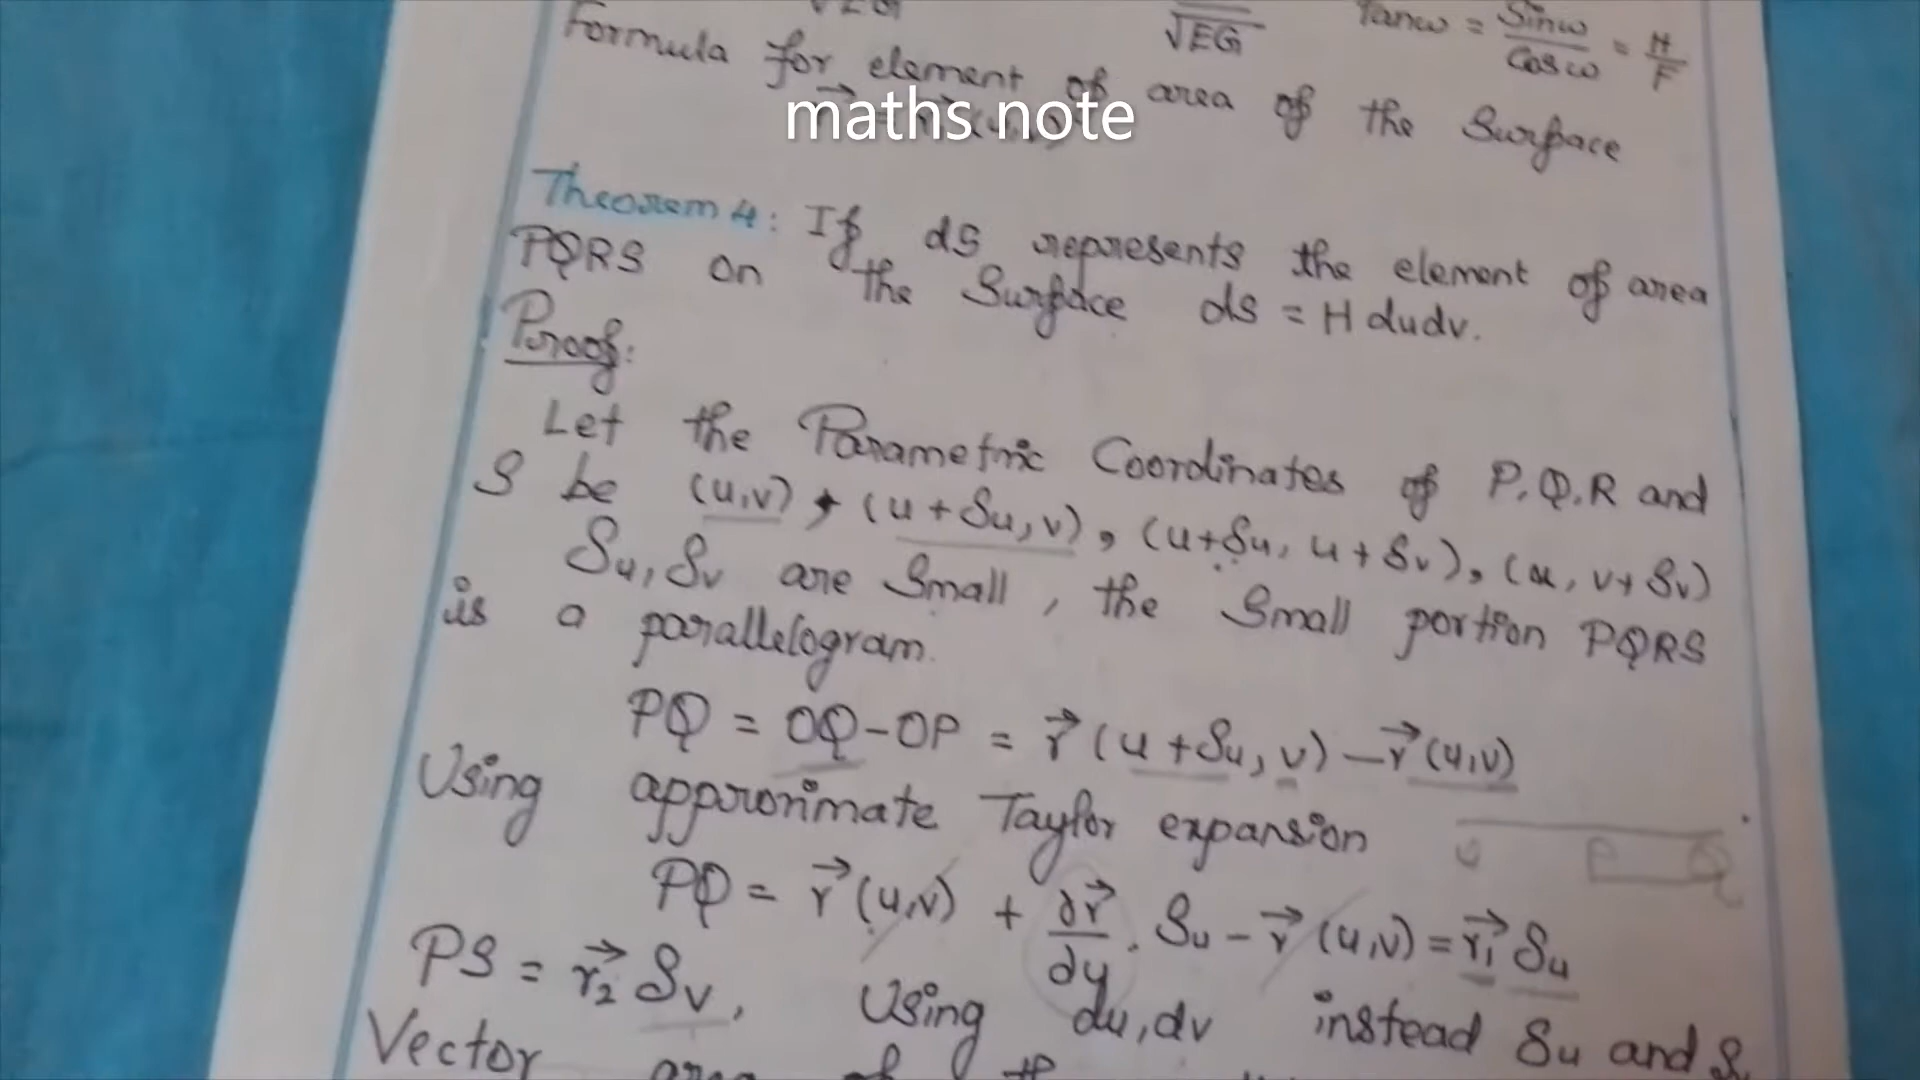 √EG Tanω = Sinω / Cosω = H / F
Formula for element of area of the Surface
maths note
Theorem 4: If ds represents the element of area
PQRS on the Surface ds = H dudv.
Proof:
Let the Parametric Coordinates of P, Q, R and
S be (u,v), (u+δu, v), (u+δu, u+δv), (u, v+δv)
δu, δv are Small, the Small portion PQRS
is a parallelogram.
PQ = OQ - OP = r⃗ (u+δu, v) - r⃗ (u,v)
Using approximate Taylor expansion
PQ = r⃗ (u,v) + ∂r⃗/∂y . δu - r⃗ (u,v) = r⃗₁ δu
PS = r⃗₂ δv, Using du, dv instead δu and
Vector area of